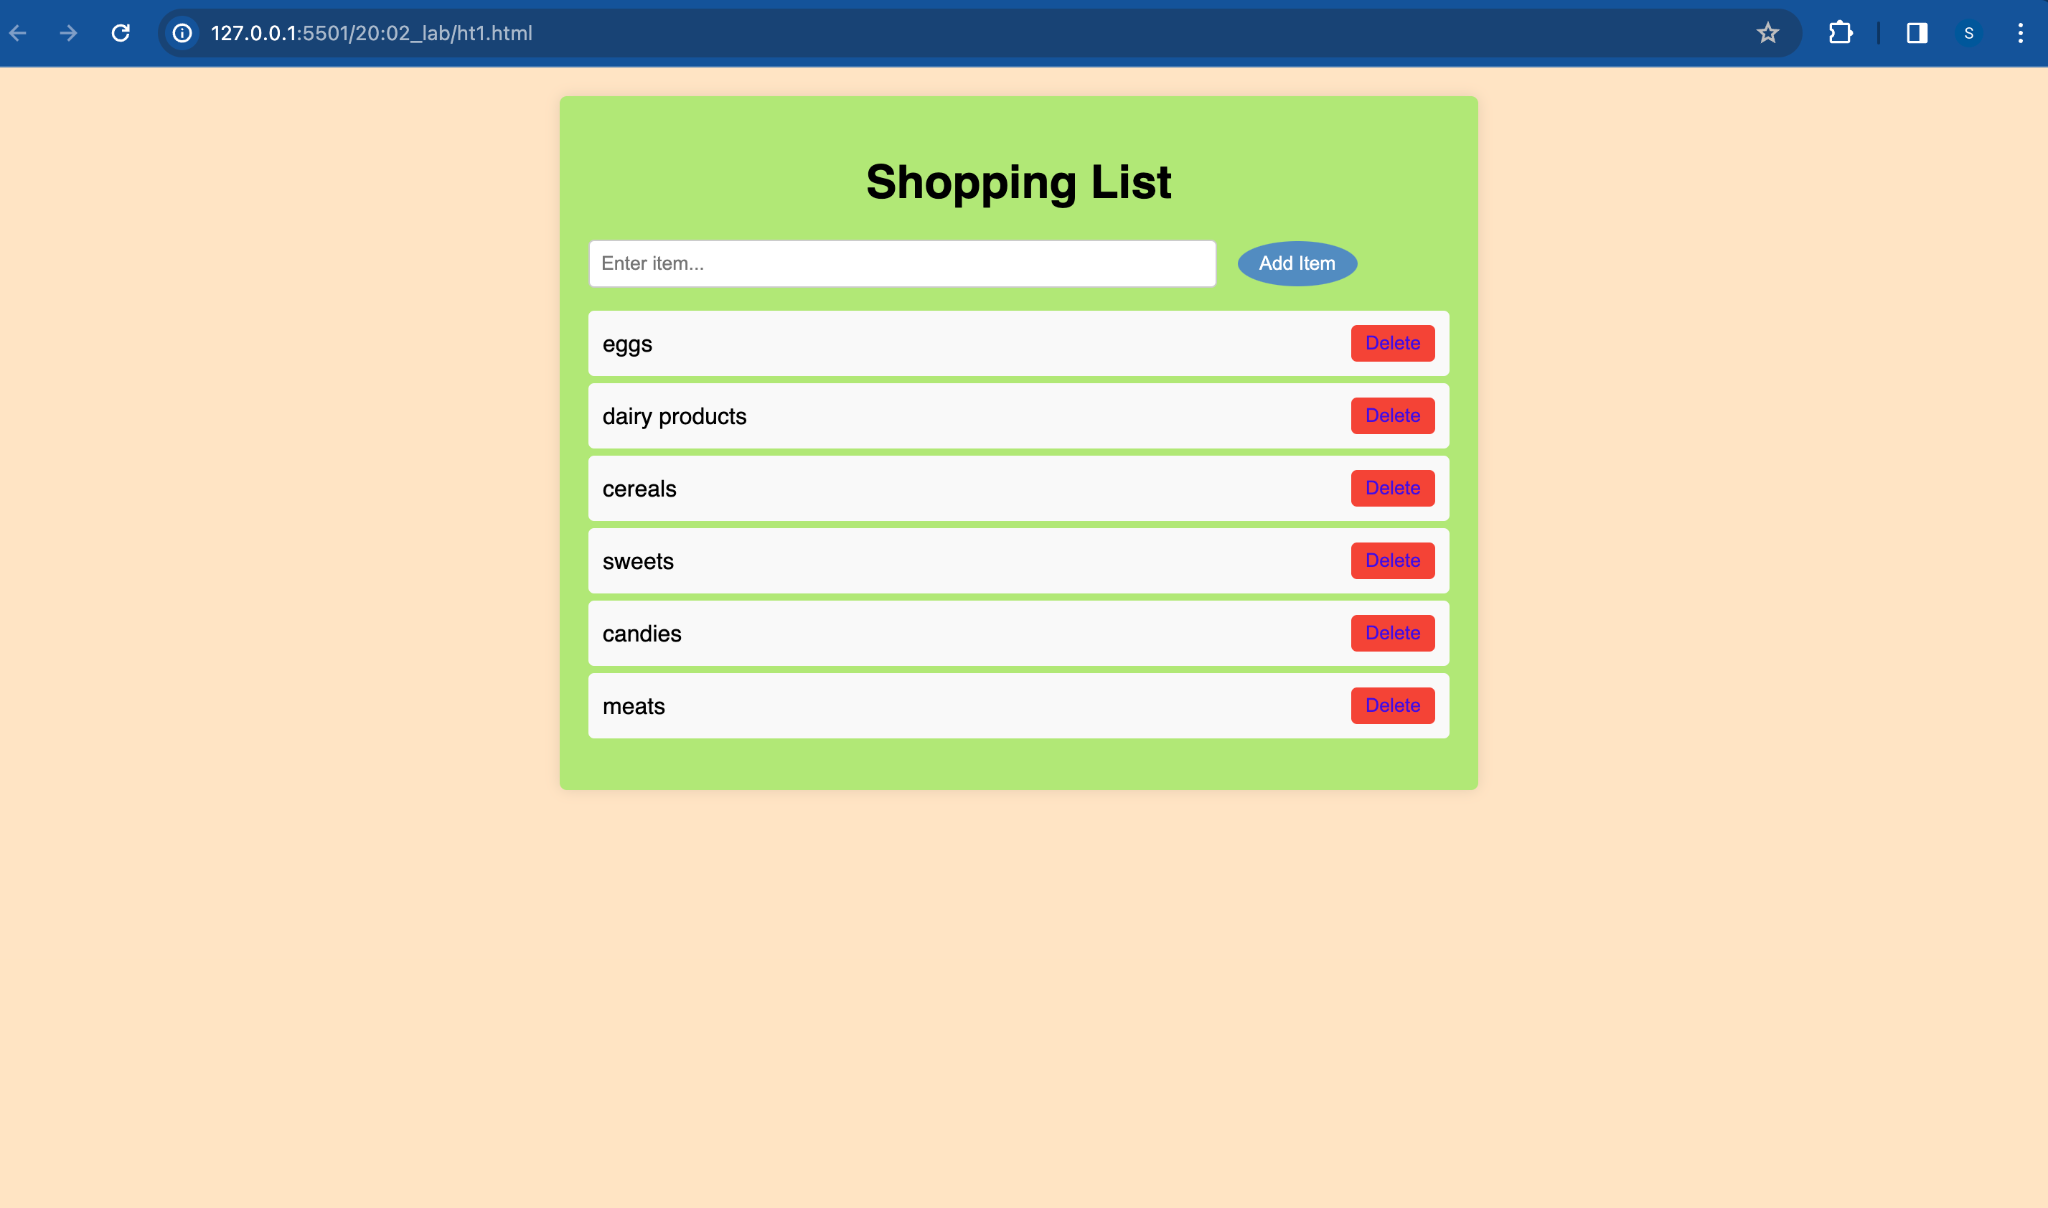 127.0.0.1:5501/20:02_lab/ht1.html
S
Shopping List
Enter item...
Add Item
eggs
Delete
dairy products
Delete
cereals
Delete
sweets
Delete
candies
Delete
meats
Delete